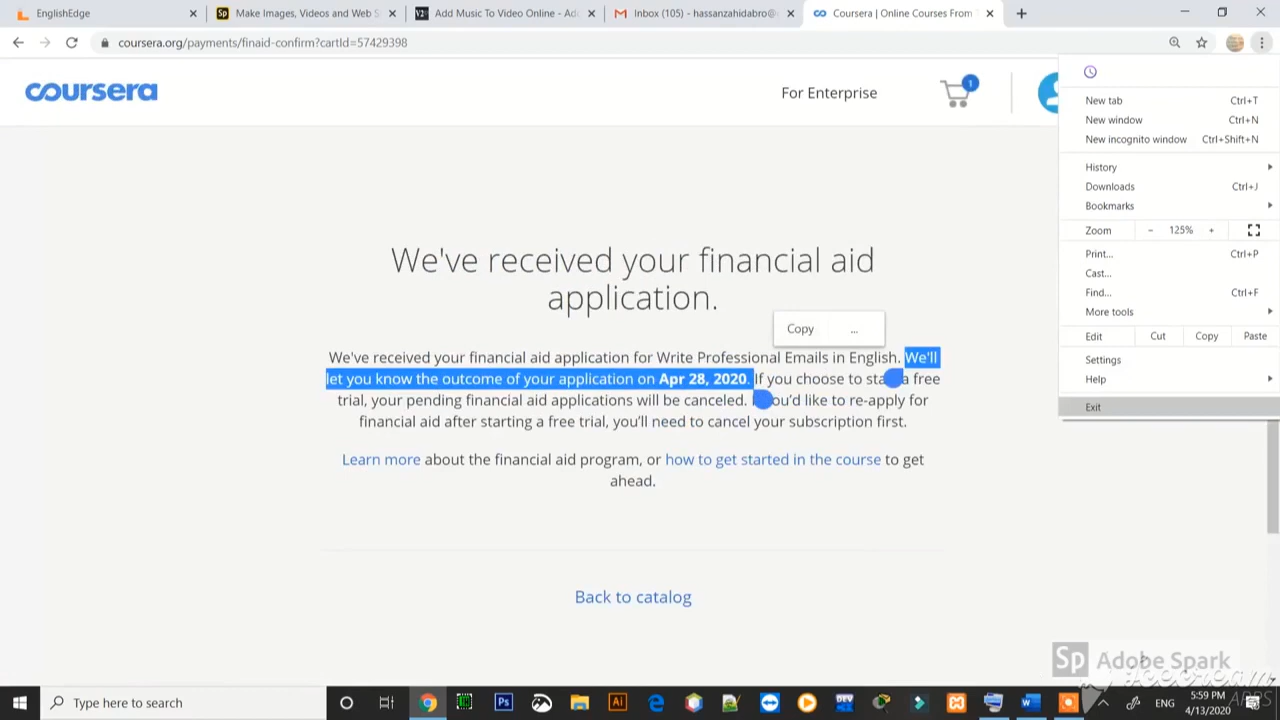 EnglishEdge
Make Images, Videos and Web S
Add Music To Video Online - Ad
Inbox (105) - hassanzahidabro@
Coursera | Online Courses From
coursera.org/payments/finaid-confirm?cartId=57429398
coursera
For Enterprise
1
New tab Ctrl+T
New window Ctrl+N
New incognito window Ctrl+Shift+N
History
Downloads Ctrl+J
Bookmarks
Zoom - 125% +
Print... Ctrl+P
Cast...
Find... Ctrl+F
More tools
Edit Cut Copy Paste
Settings
Help
Exit
We've received your financial aid
application.
Copy ...
We've received your financial aid application for Write Professional Emails in English. We'll
let you know the outcome of your application on Apr 28, 2020. If you choose to a free
trial, your pending financial aid applications will be canceled. you'd like to re-apply for
financial aid after starting a free trial, you'll need to cancel your subscription first.
Learn more about the financial aid program, or how to get started in the course to get
ahead.
Back to catalog
Sp Adobe Spark
Type here to search
ENG
5:59 PM
4/13/2020